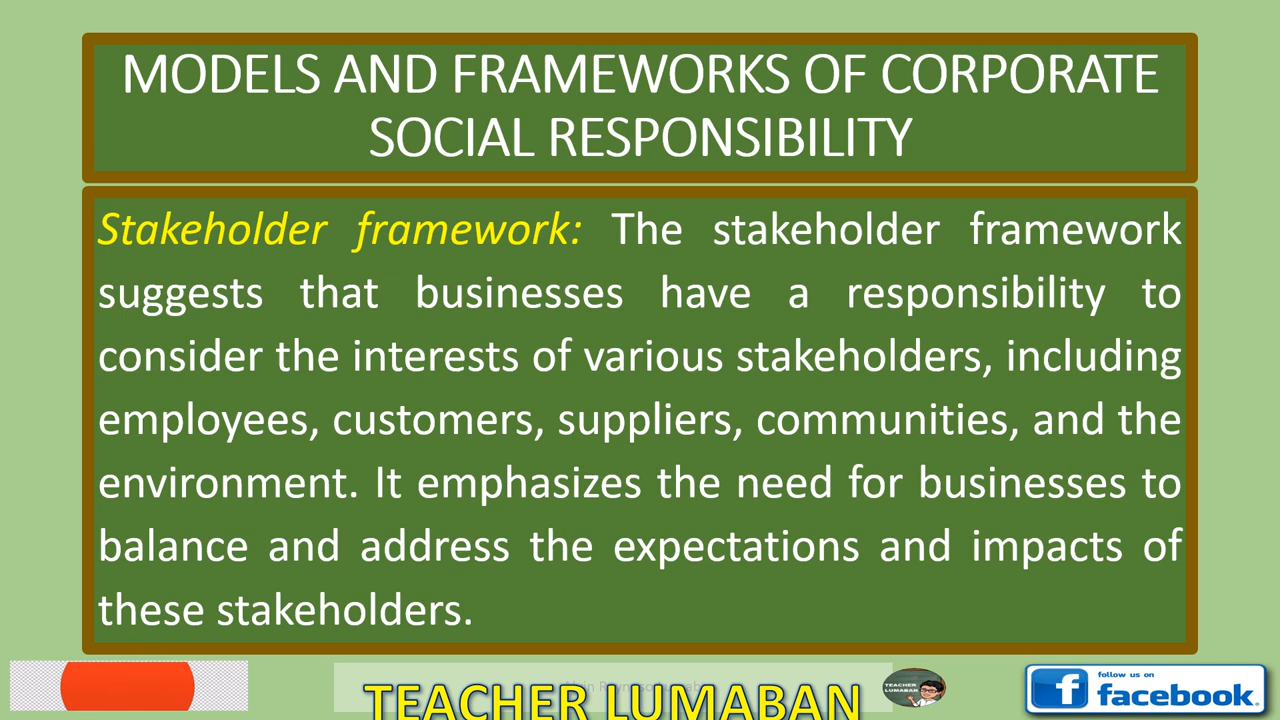 MODELS AND FRAMEWORKS OF CORPORATE
SOCIAL RESPONSIBILITY
Stakeholder framework: The stakeholder framework
suggests that businesses have a responsibility to
consider the interests of various stakeholders, including
employees, customers, suppliers, communities, and the
environment. It emphasizes the need for businesses to
balance and address the expectations and impacts of
these stakeholders.
TEACHER LUMABAN
TEACHER
LUMABAN
follow us on
facebook